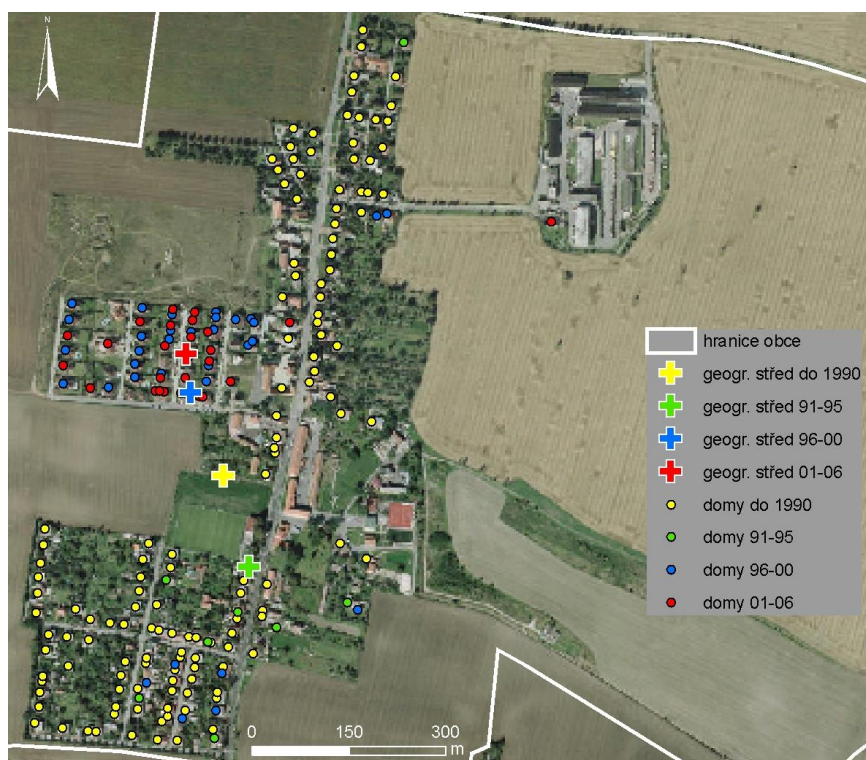 N
hranice obce
geogr. střed do 1990
geogr. střed 91-95
geogr. střed 96-00
geogr. střed 01-06
domy do 1990
domy 91-95
domy 96-00
domy 01-06
0 150 300
m